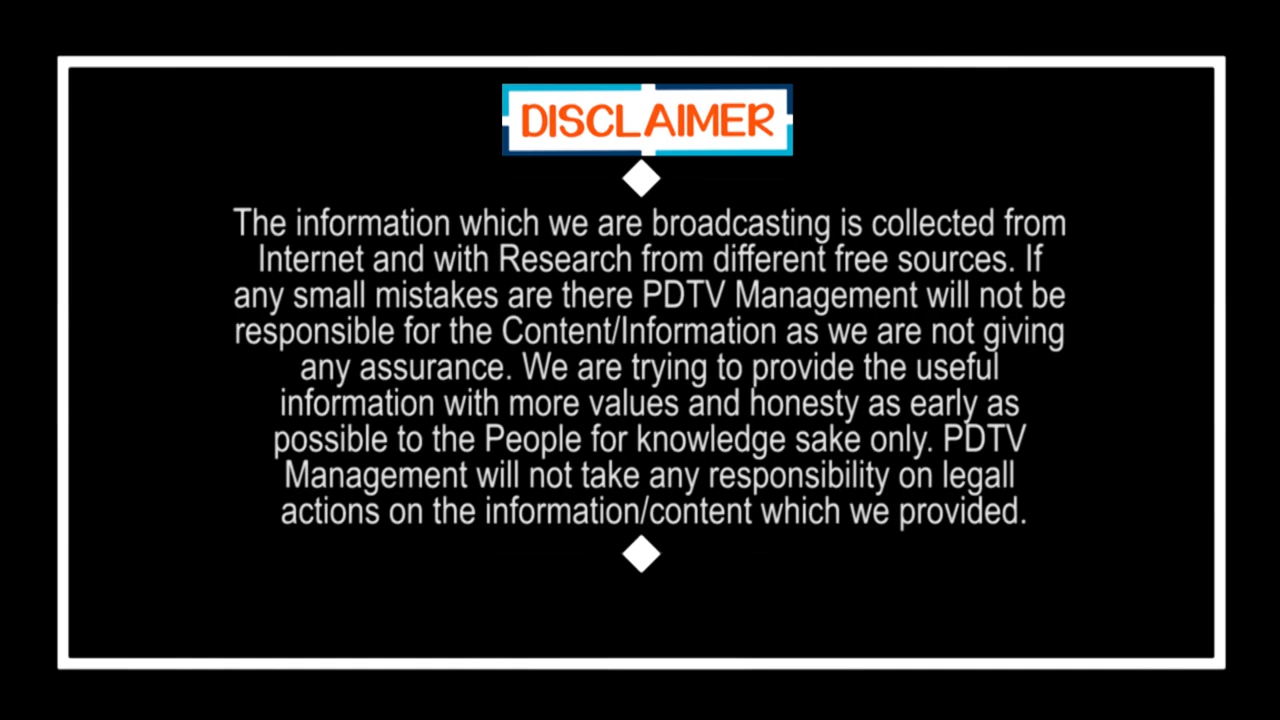 DISCLAIMER
The information which we are broadcasting is collected from
Internet and with Research from different free sources. If
any small mistakes are there PDTV Management will not be
responsible for the Content/Information as we are not giving
any assurance. We are trying to provide the useful
information with more values and honesty as early as
possible to the People for knowledge sake only. PDTV
Management will not take any responsibility on legall
actions on the information/content which we provided.